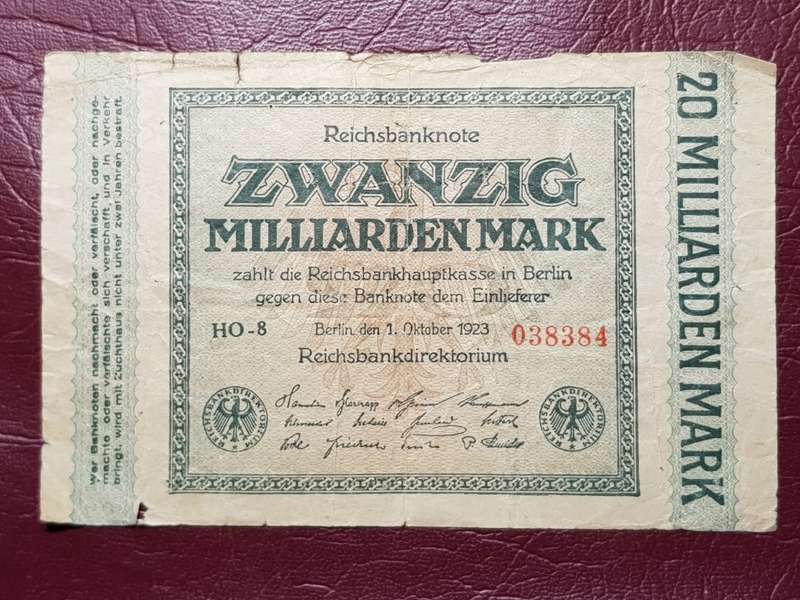 Wer Banknoten nachmacht oder verfälscht, oder nachge-
machte oder verfälschte sich verschafft, und in Verkehr
bringt, wird mit Zuchthaus nicht unter zwei Jahren bestraft.
Reichsbanknote
ZWANZIG
MILLIARDEN MARK
zahlt die Reichsbankhauptkasse in Berlin
gegen diese Banknote dem Einlieferer
HO-8 Berlin, den 1. Oktober 1923 038384
Reichsbankdirektorium
REICHSBANKDIREKTORIUM
REICHSBANKDIREKTORIUM
20 MILLIARDEN MARK